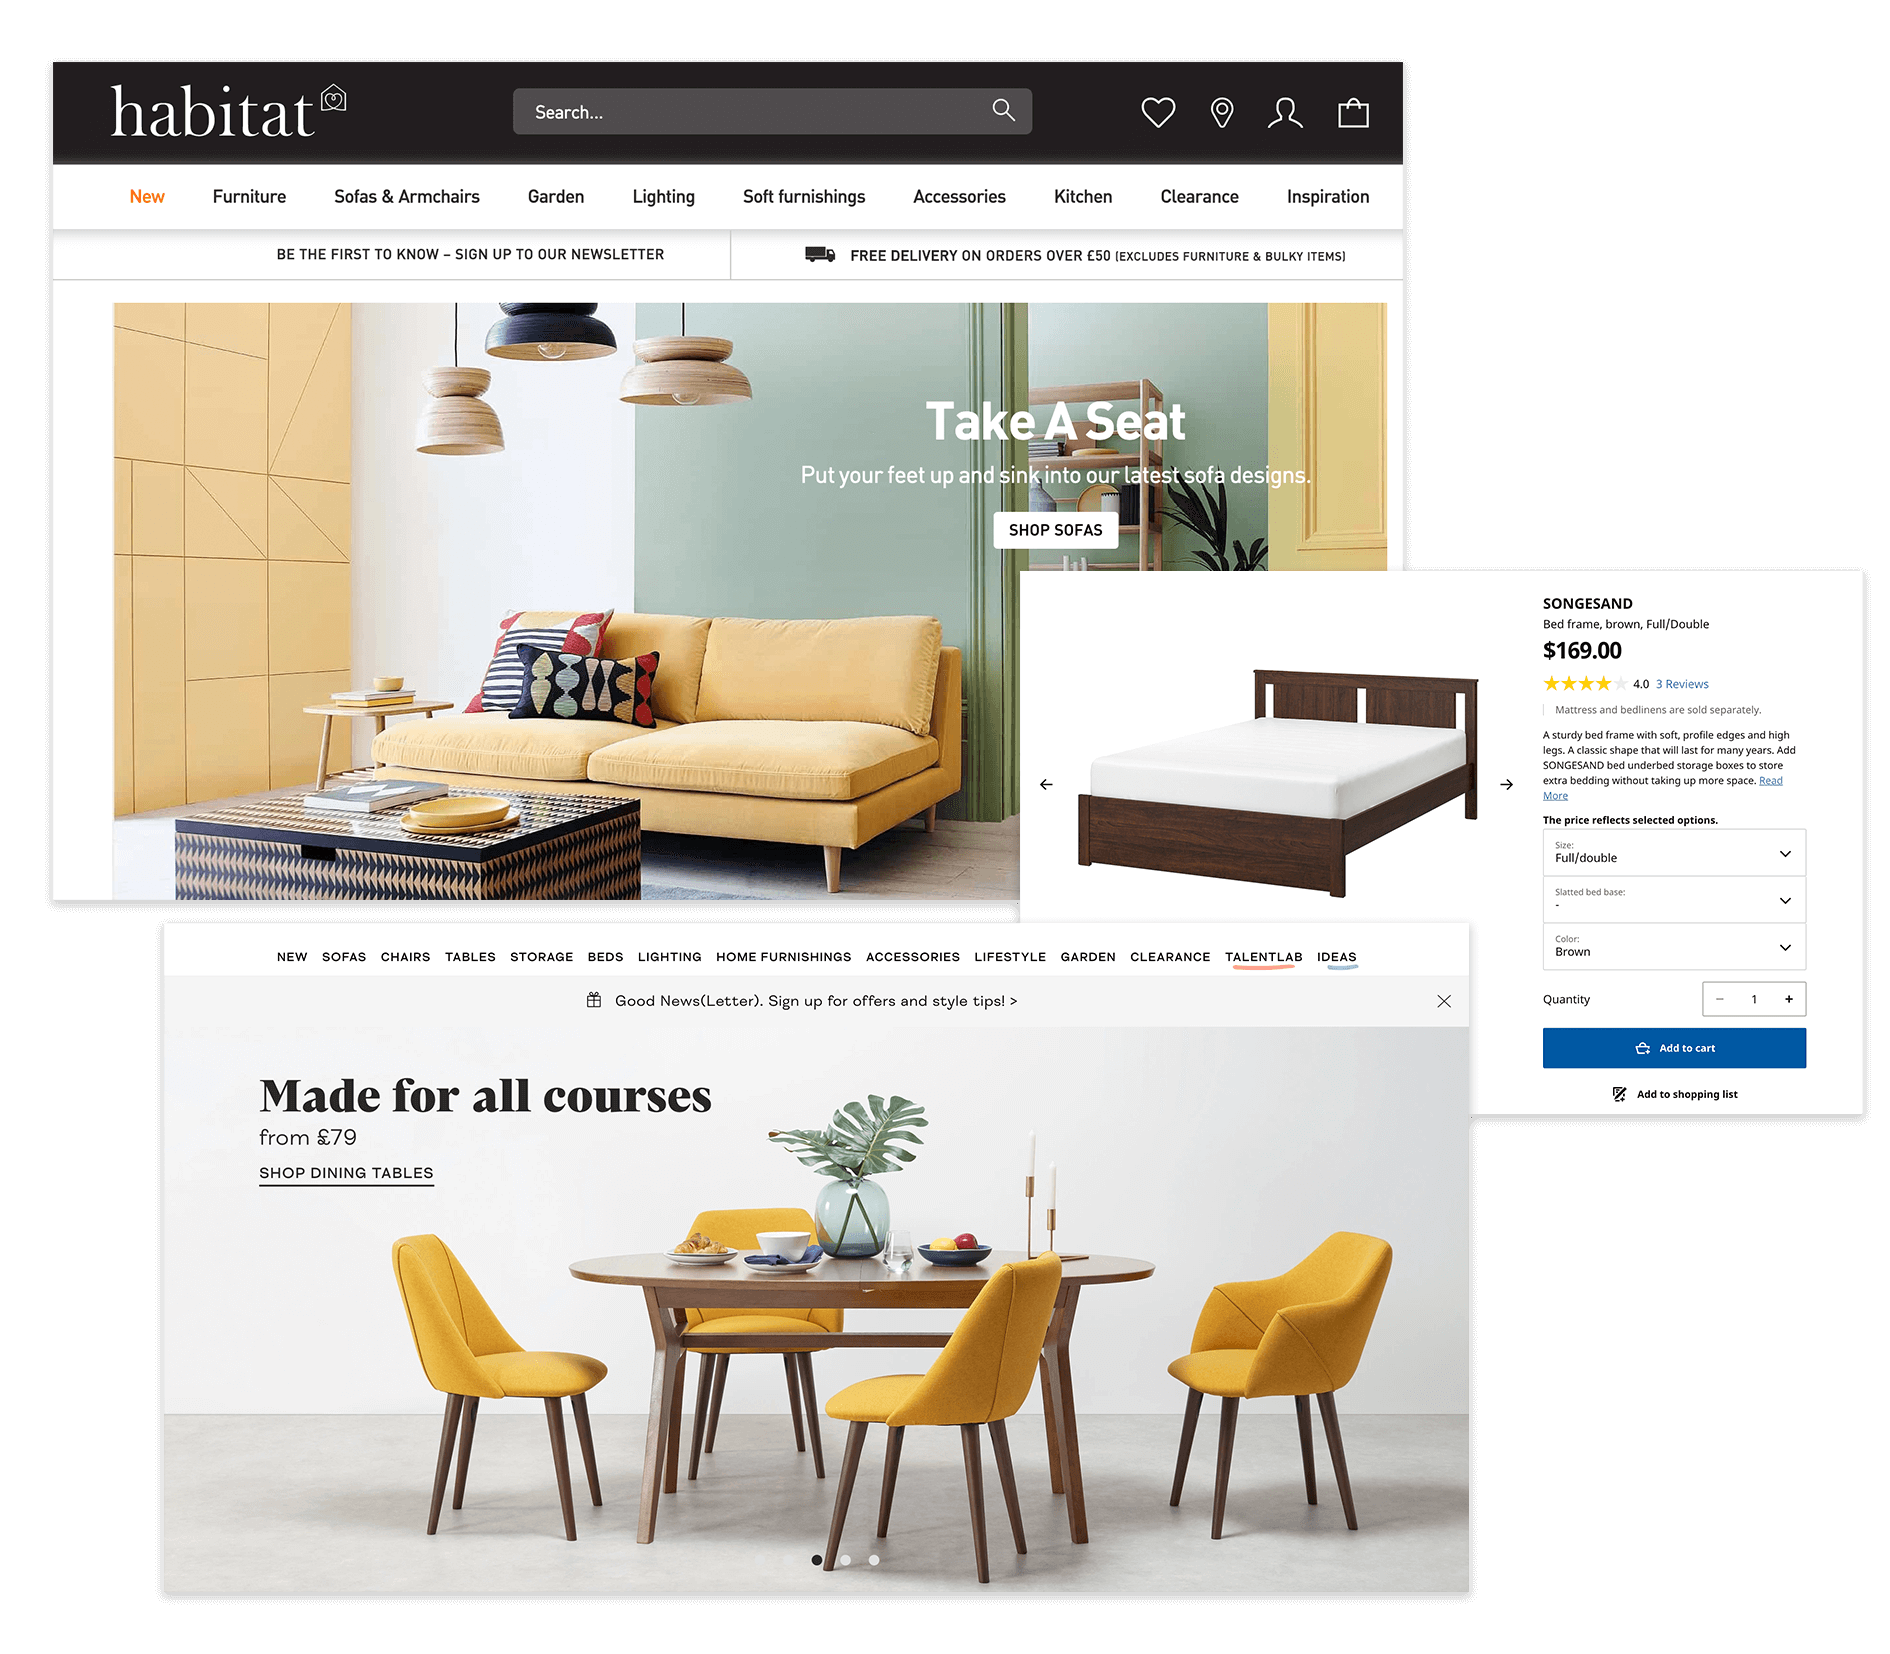 habitat
Search...
New Furniture Sofas & Armchairs Garden Lighting Soft furnishings Accessories Kitchen Clearance Inspiration
BE THE FIRST TO KNOW – SIGN UP TO OUR NEWSLETTER
FREE DELIVERY ON ORDERS OVER £50 (EXCLUDES FURNITURE & BULKY ITEMS)
Take A Seat
Put your feet up and sink into our latest sofa designs.
SHOP SOFAS
SONGESAND
Bed frame, brown, Full/Double
$169.00
4.0 3 Reviews
Mattress and bedlinens are sold separately.
A sturdy bed frame with soft, profile edges and high
legs. A classic shape that will last for many years. Add
SONGESAND bed underbed storage boxes to store
extra bedding without taking up more space. Read
More
The price reflects selected options.
Size:
Full/double
Slatted bed base:
-
Color:
Brown
Quantity − 1 +
Add to cart
Add to shopping list
NEW SOFAS CHAIRS TABLES STORAGE BEDS LIGHTING HOME FURNISHINGS ACCESSORIES LIFESTYLE GARDEN CLEARANCE TALENTLAB IDEAS
Good News(Letter). Sign up for offers and style tips! >
Made for all courses
from £79
SHOP DINING TABLES